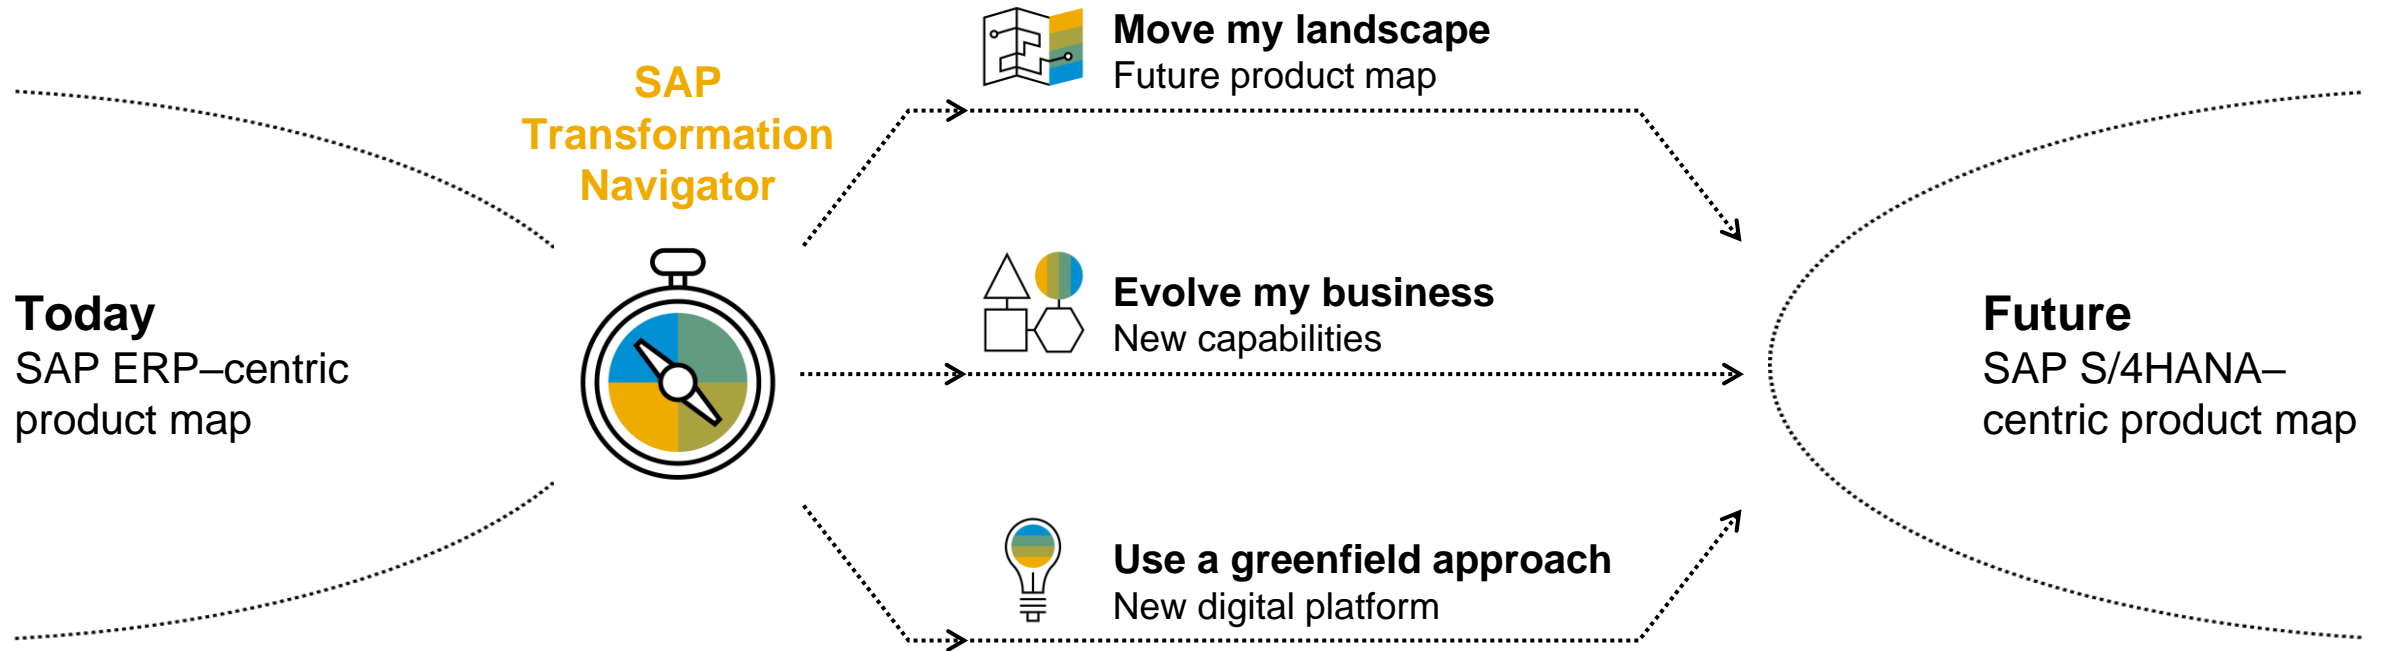 Today
SAP ERP–centric
product map
SAP
Transformation
Navigator
Move my landscape
Future product map
Evolve my business
New capabilities
Use a greenfield approach
New digital platform
Future
SAP S/4HANA–
centric product map